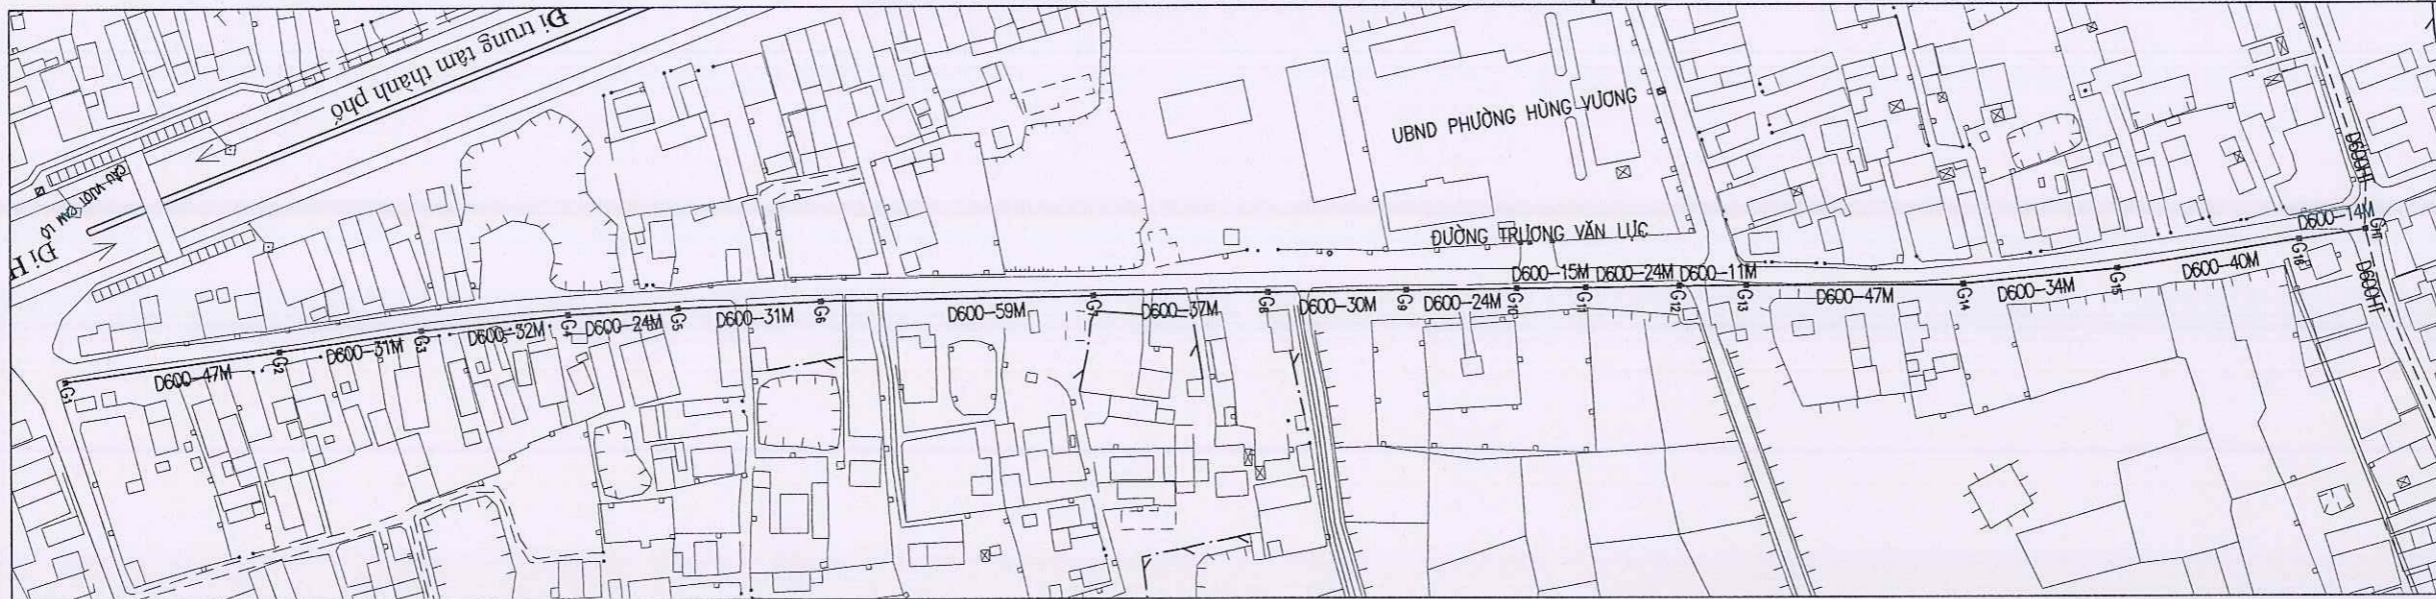 Đi trung tâm thành phố
CẦU VƯỢT
Đi H
UBND PHƯỜNG HÙNG VƯƠNG
ĐƯỜNG TRƯƠNG VĂN LỰC
D600HT
D600-14M
GHT
D600HT
D600-15M D600-24M D600-11M
D600-47M D600-31M D600-32M D600-24M D600-31M D600-59M D600-37M D600-30M D600-24M D600-47M D600-34M D600-40M
G1 G2 G3 G4 G5 G6 G7 G8 G9 G10 G11 G12 G13 G14 G15 G16